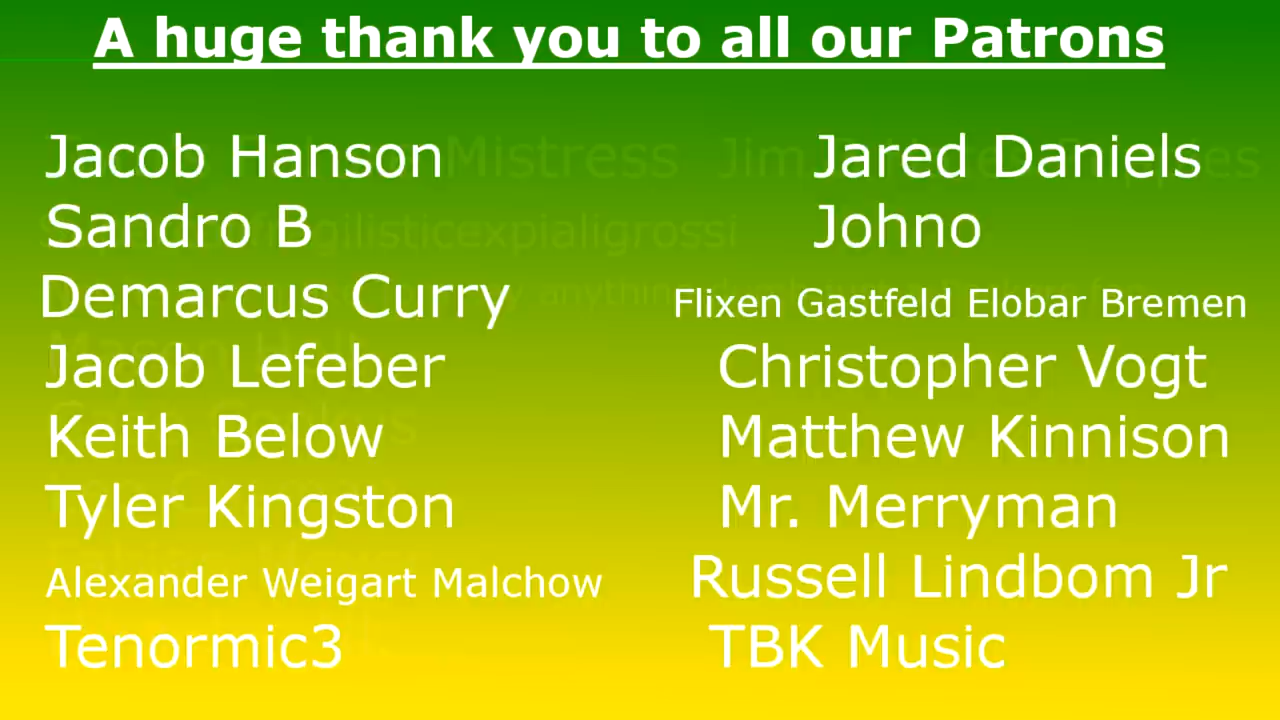 A huge thank you to all our Patrons
Jacob Hanson
Sandro B
Demarcus Curry
Jacob Lefeber
Keith Below
Tyler Kingston
Alexander Weigart Malchow
Tenormic3
Jared Daniels
Johno
Flixen Gastfeld Elobar Bremen
Christopher Vogt
Matthew Kinnison
Mr. Merryman
Russell Lindbom Jr
TBK Music